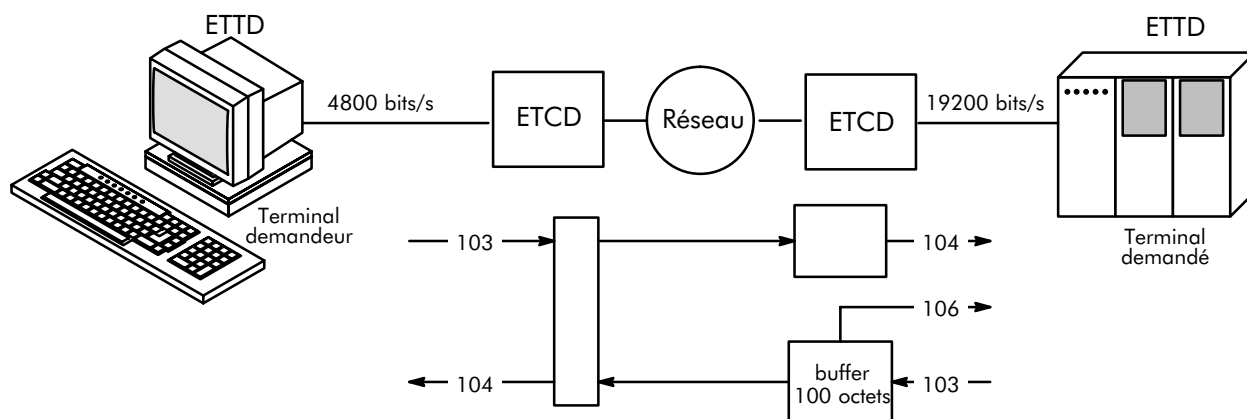 ETTD
ETTD
4800 bits/s
ETCD
Réseau
ETCD
19200 bits/s
Terminal
demandeur
Terminal
demandé
103
104
106
104
buffer
100 octets
103